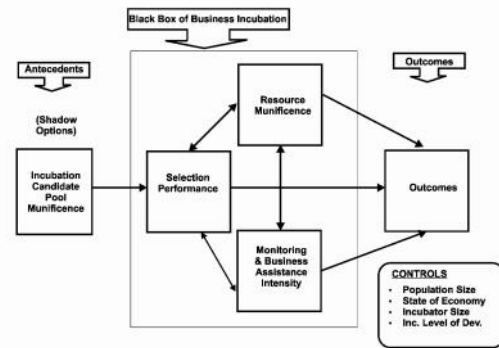 Black Box of Business Incubation
Antecedents
Outcomes
(Shadow
Options)
Resource
Munificence
Incubation
Candidate
Pool
Munificence
Selection
Performance
Outcomes
Monitoring
& Business
Assistance
Intensity
CONTROLS
• Population Size
• State of Economy
• Incubator Size
• Inc. Level of Dev.